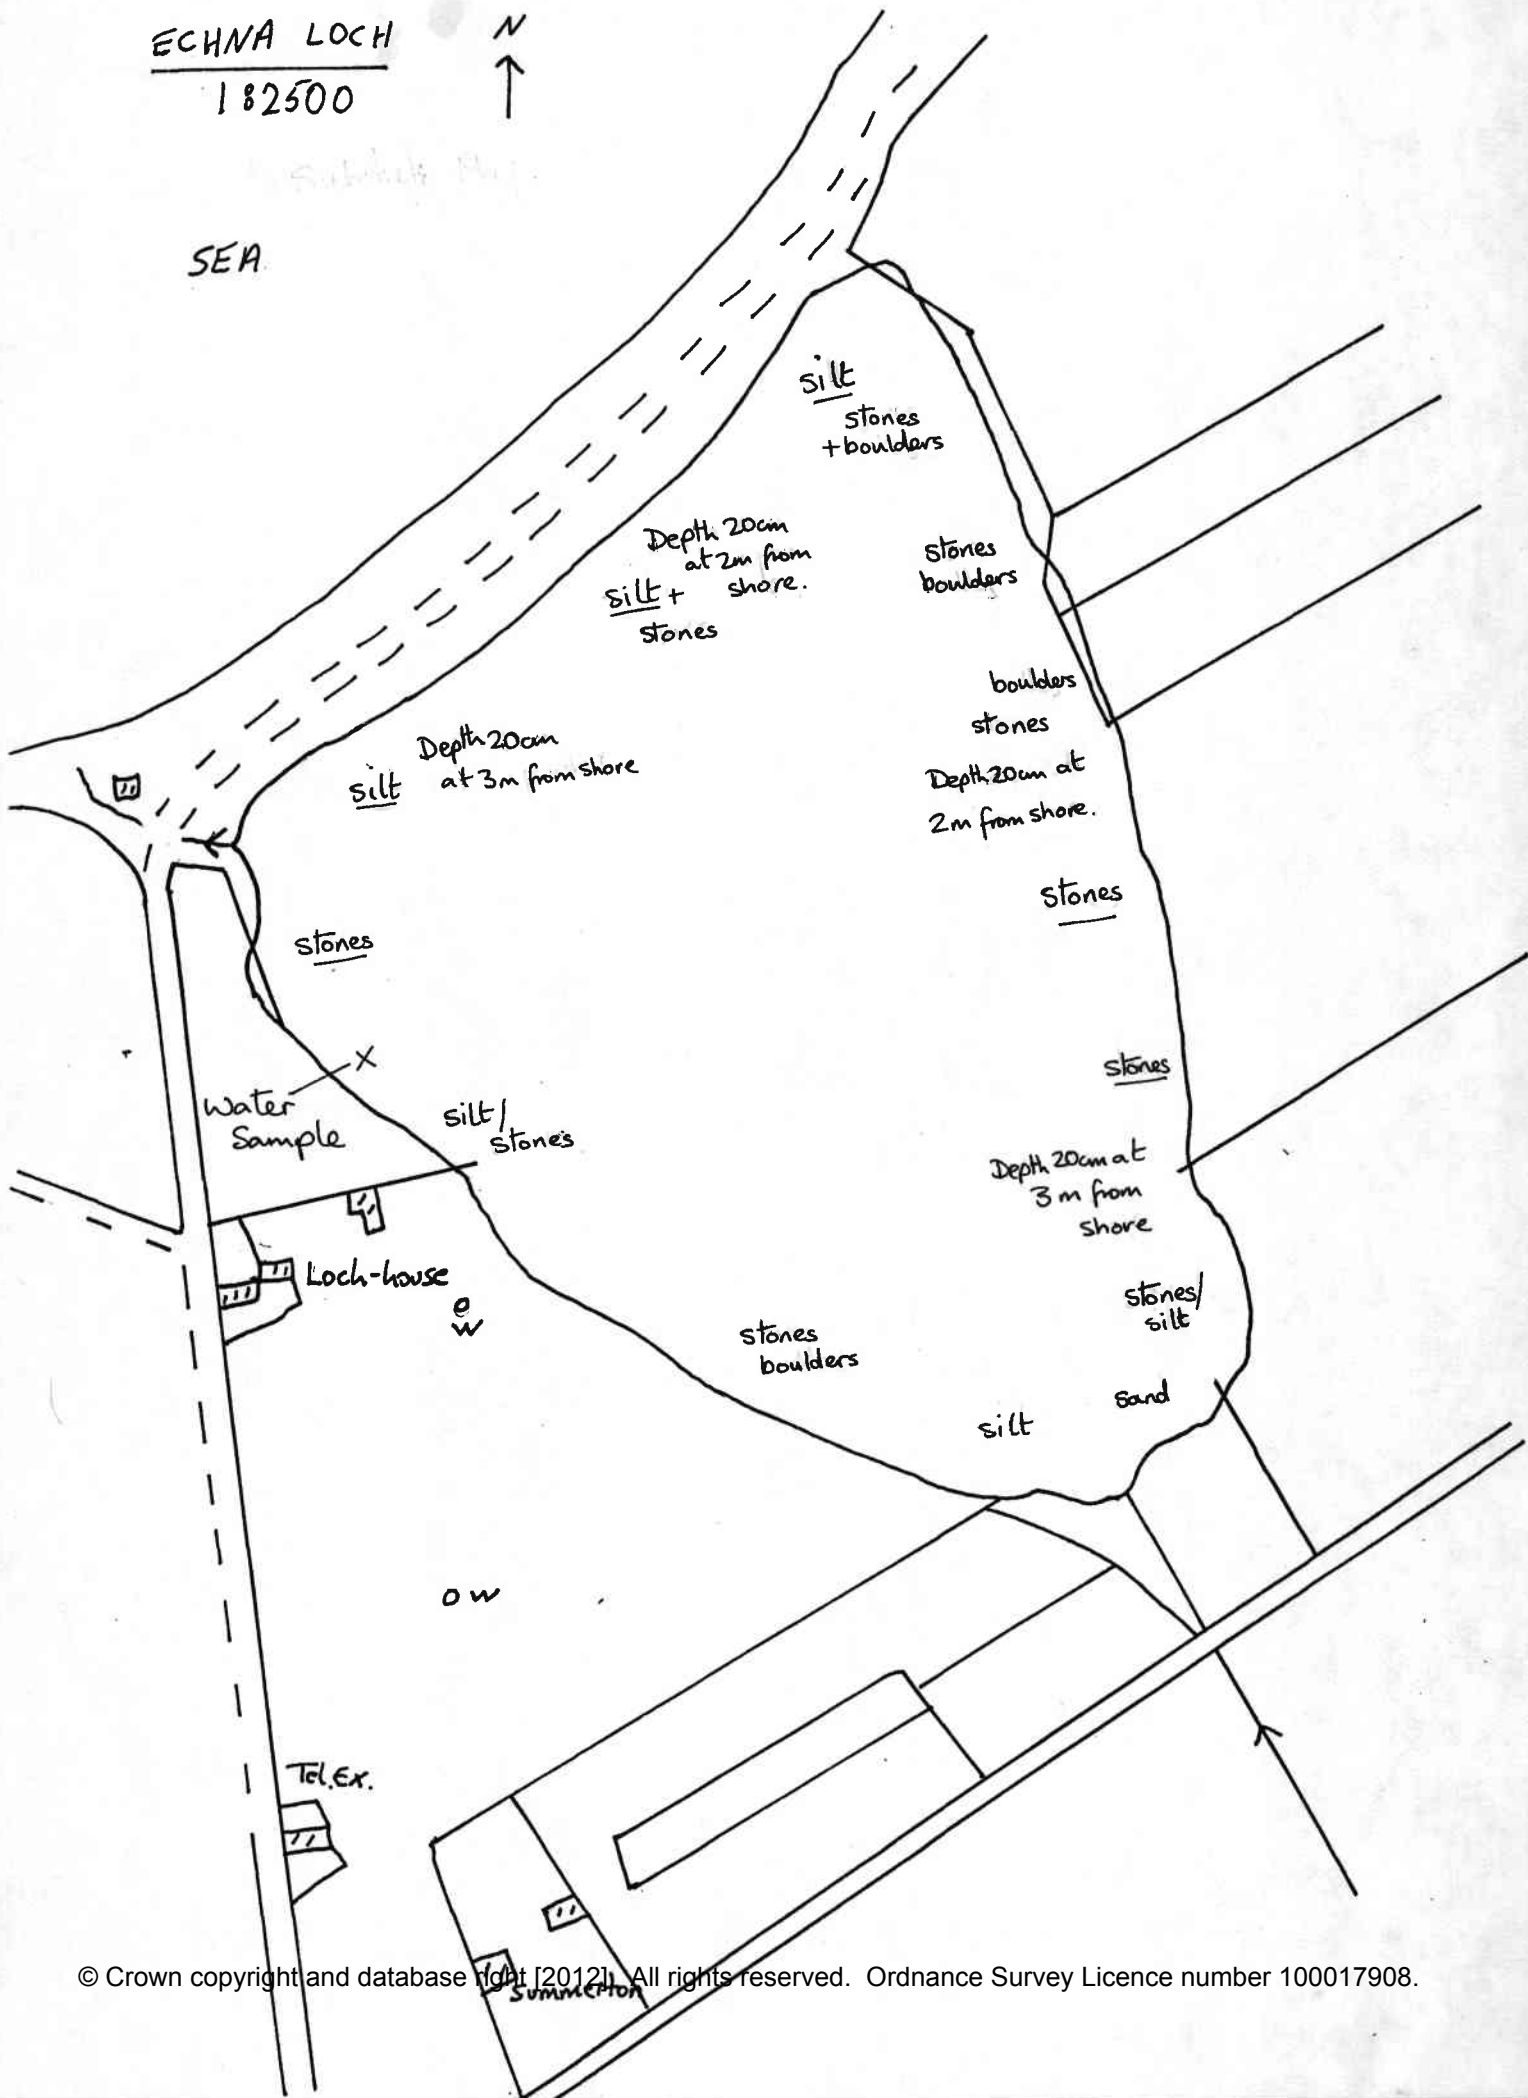 ECHNA LOCH
1:2500
N
SEA
silt
stones
+ boulders
Depth 20cm
at 2m from
shore.
silt +
stones
stones
boulders
boulders
stones
Depth 20cm
at 3m from shore
silt
Depth 20cm at
2m from shore.
stones
stones
Water
Sample
X
silt/
stones
stones
Depth 20cm at
3m from
shore
Loch-house
W
stones/
silt
stones
boulders
sand
silt
W
Tel. Ex.
Summerton
© Crown copyright and database right [2012]. All rights reserved. Ordnance Survey Licence number 100017908.